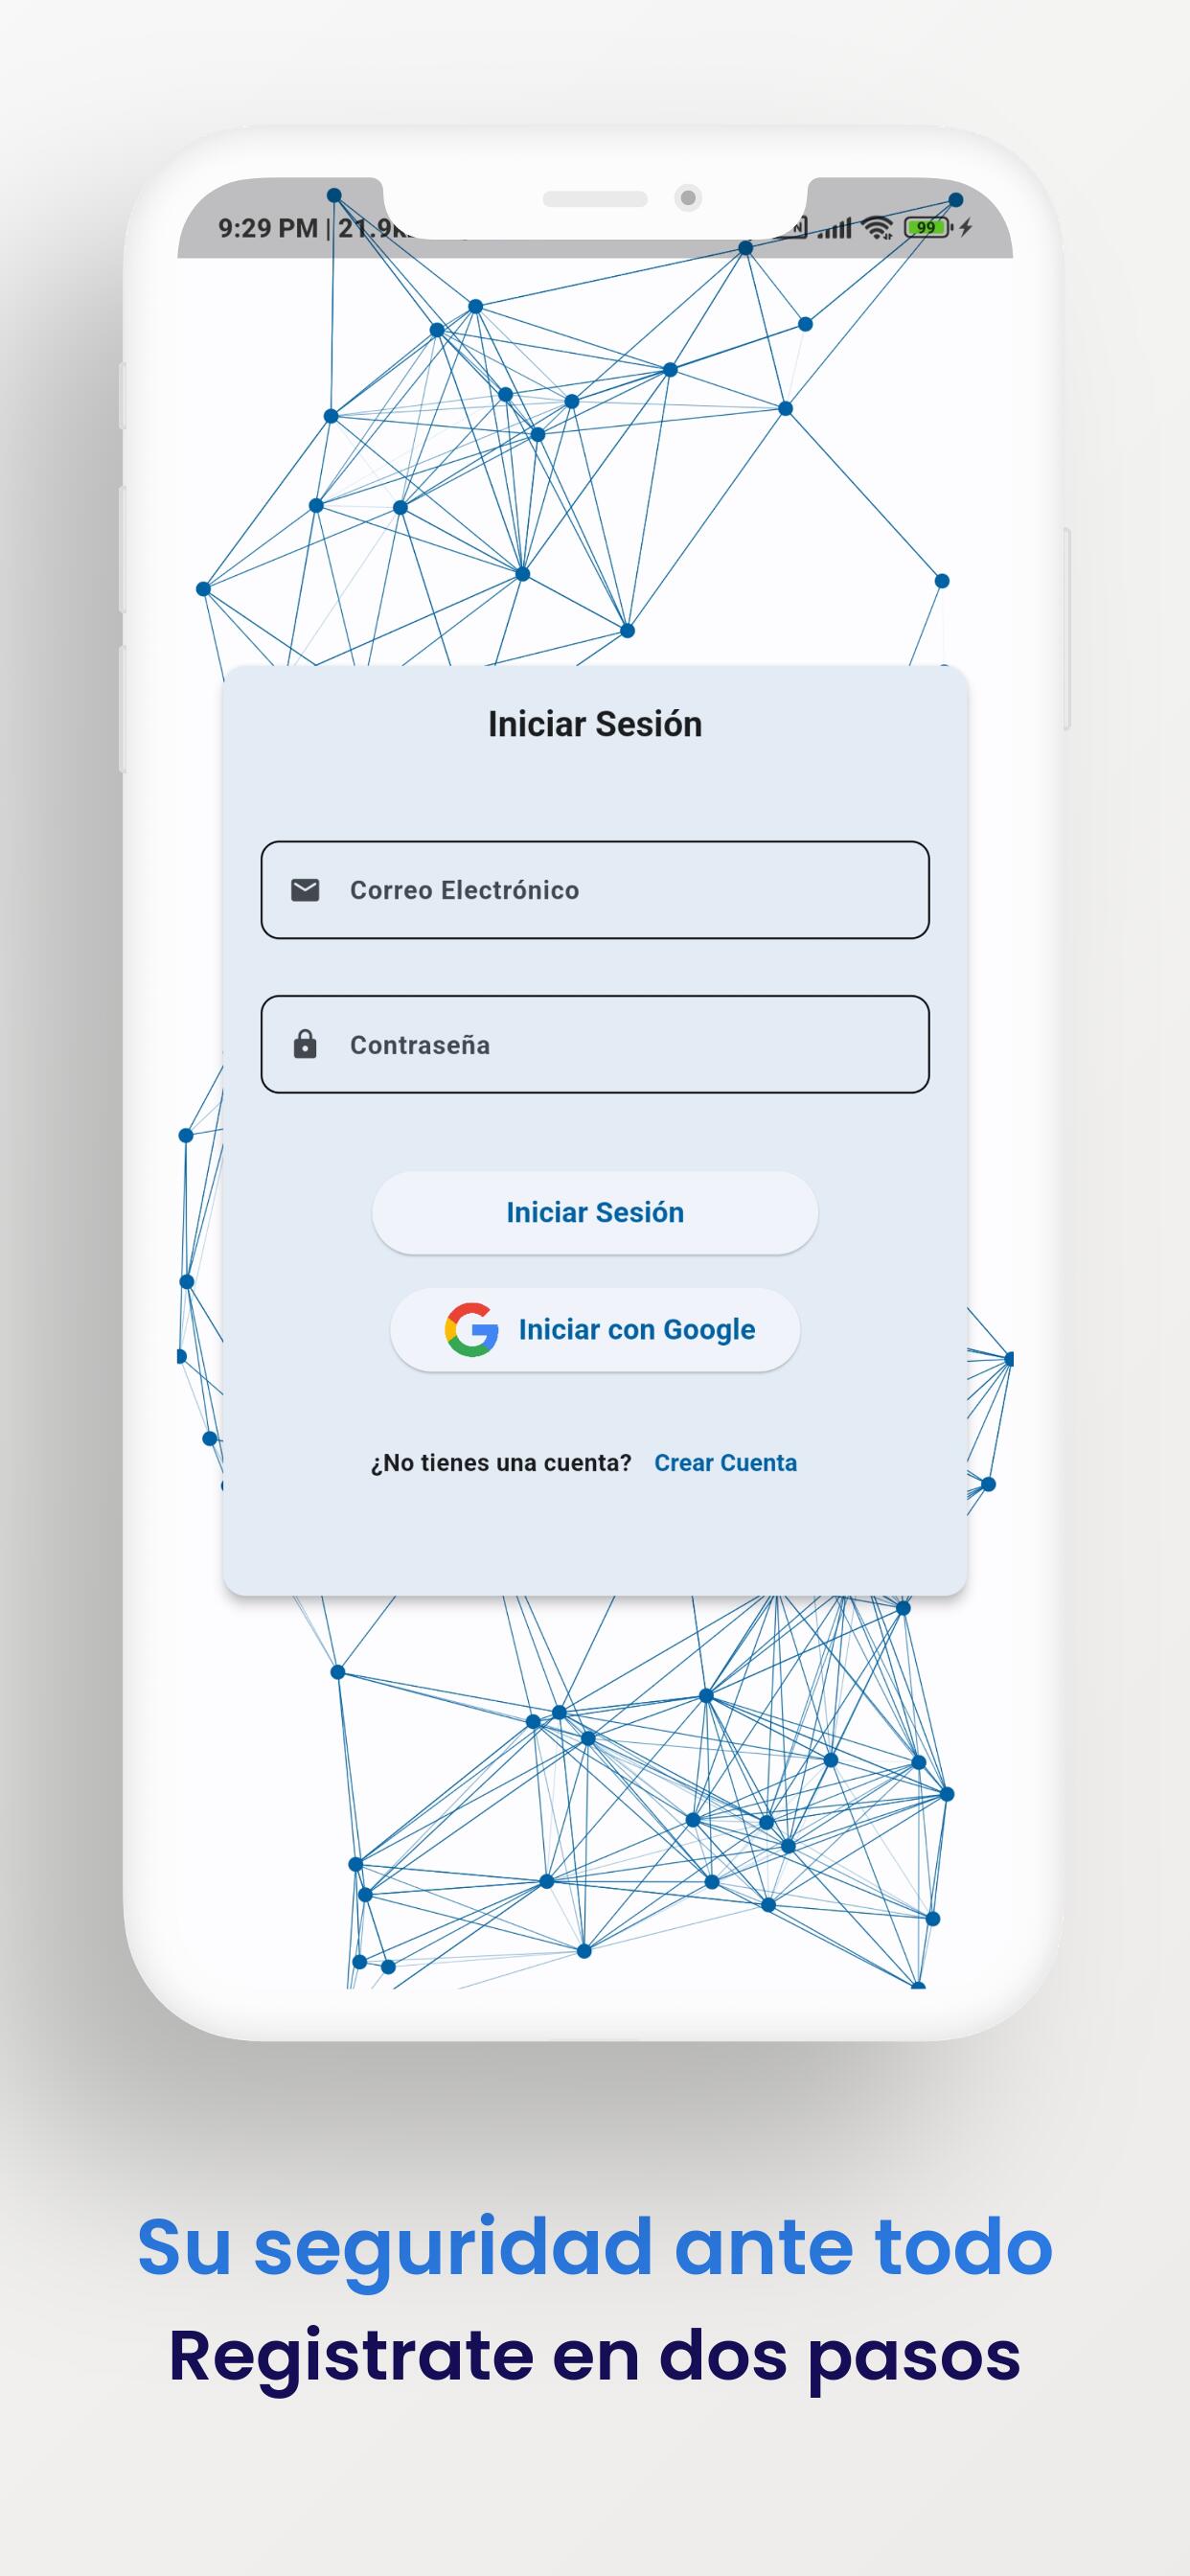 9:29 PM | 21.9
99
Iniciar Sesión
Correo Electrónico
Contraseña
Iniciar Sesión
Iniciar con Google
¿No tienes una cuenta? Crear Cuenta
Su seguridad ante todo
Registrate en dos pasos